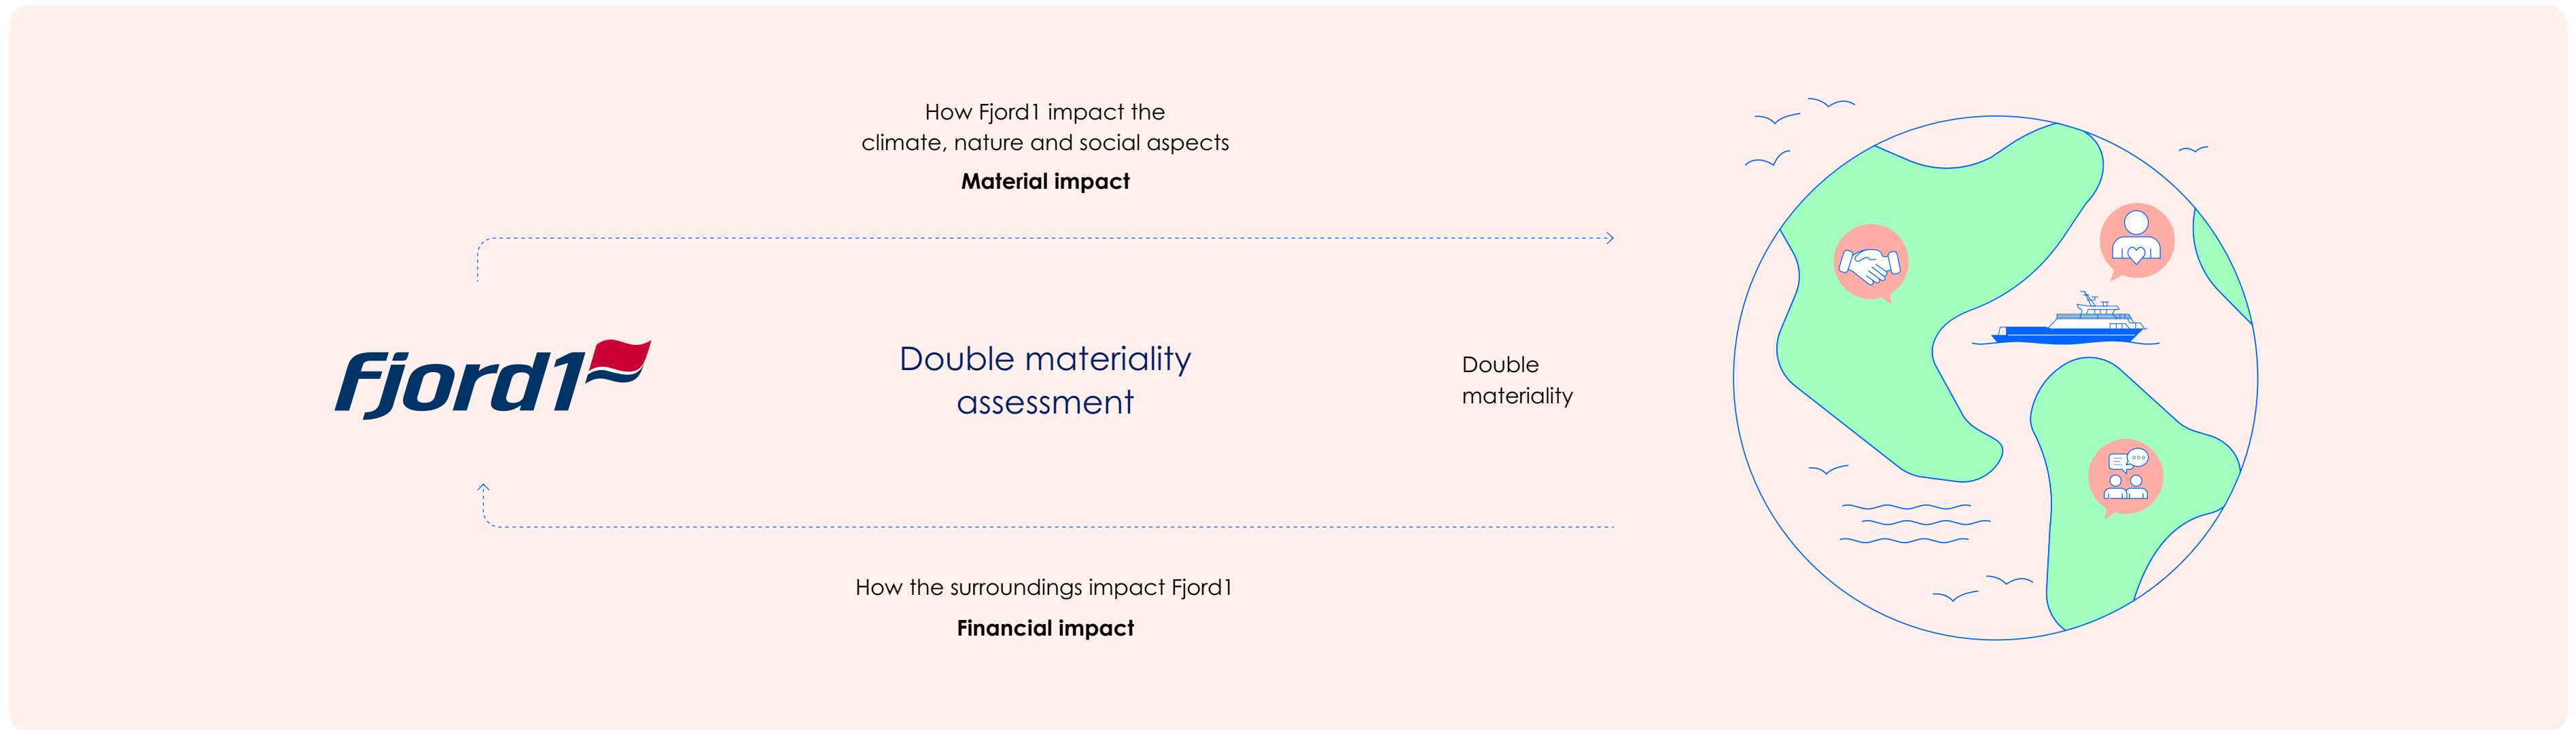 How Fjord1 impact the
climate, nature and social aspects
Material impact
Fjord1
Double materiality
assessment
Double
materiality
How the surroundings impact Fjord1
Financial impact